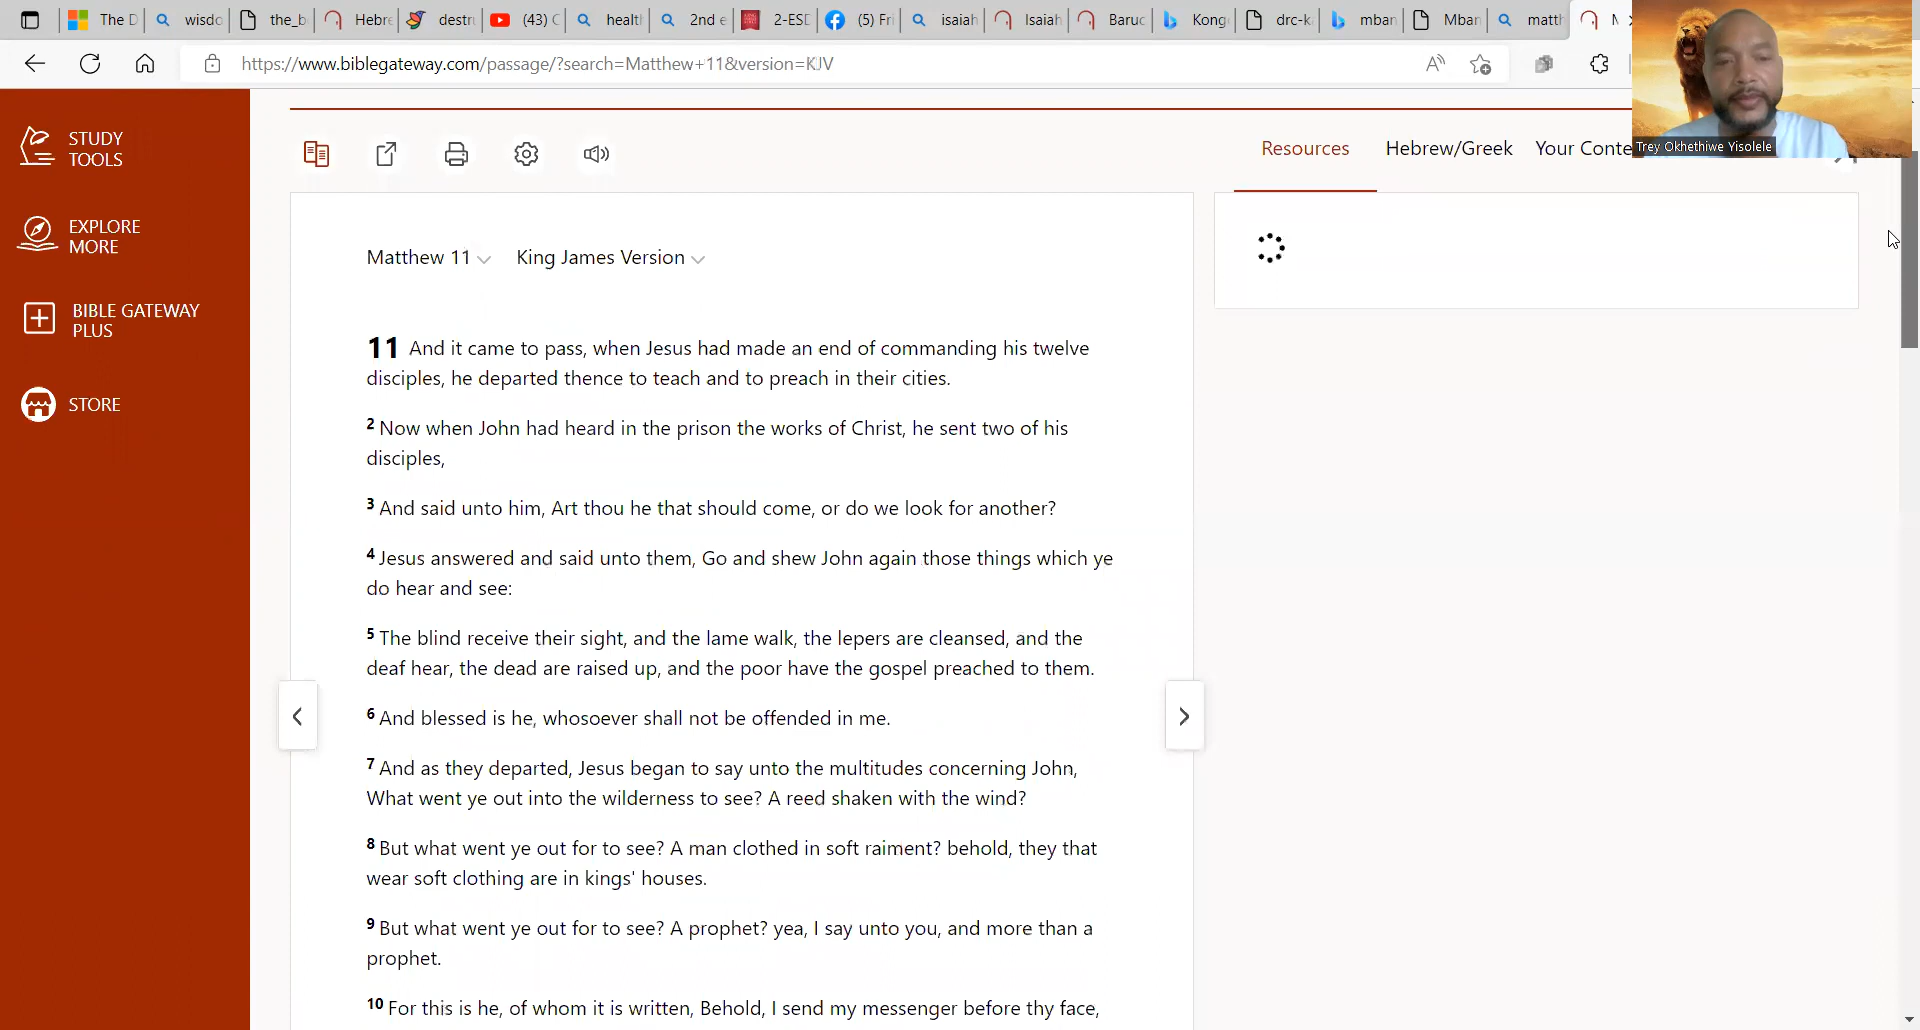 The D
wisdo
the_b
Hebre
destr
(43) C
healt
2nd e
2-ESD
(5) Fri
isaiah
Isaiah
Baruc
Kong
drc-k
mban
Mban
matth
https://www.biblegateway.com/passage/?search=Matthew+11&version=KJV
Trey Okhethiwe Yisolele
STUDY
TOOLS
EXPLORE
MORE
BIBLE GATEWAY
PLUS
STORE
Resources Hebrew/Greek Your Conte
Matthew 11 King James Version
11 And it came to pass, when Jesus had made an end of commanding his twelve
disciples, he departed thence to teach and to preach in their cities.
2 Now when John had heard in the prison the works of Christ, he sent two of his
disciples,
3 And said unto him, Art thou he that should come, or do we look for another?
4 Jesus answered and said unto them, Go and shew John again those things which ye
do hear and see:
5 The blind receive their sight, and the lame walk, the lepers are cleansed, and the
deaf hear, the dead are raised up, and the poor have the gospel preached to them.
6 And blessed is he, whosoever shall not be offended in me.
7 And as they departed, Jesus began to say unto the multitudes concerning John,
What went ye out into the wilderness to see? A reed shaken with the wind?
8 But what went ye out for to see? A man clothed in soft raiment? behold, they that
wear soft clothing are in kings' houses.
9 But what went ye out for to see? A prophet? yea, I say unto you, and more than a
prophet.
10 For this is he, of whom it is written, Behold, I send my messenger before thy face,